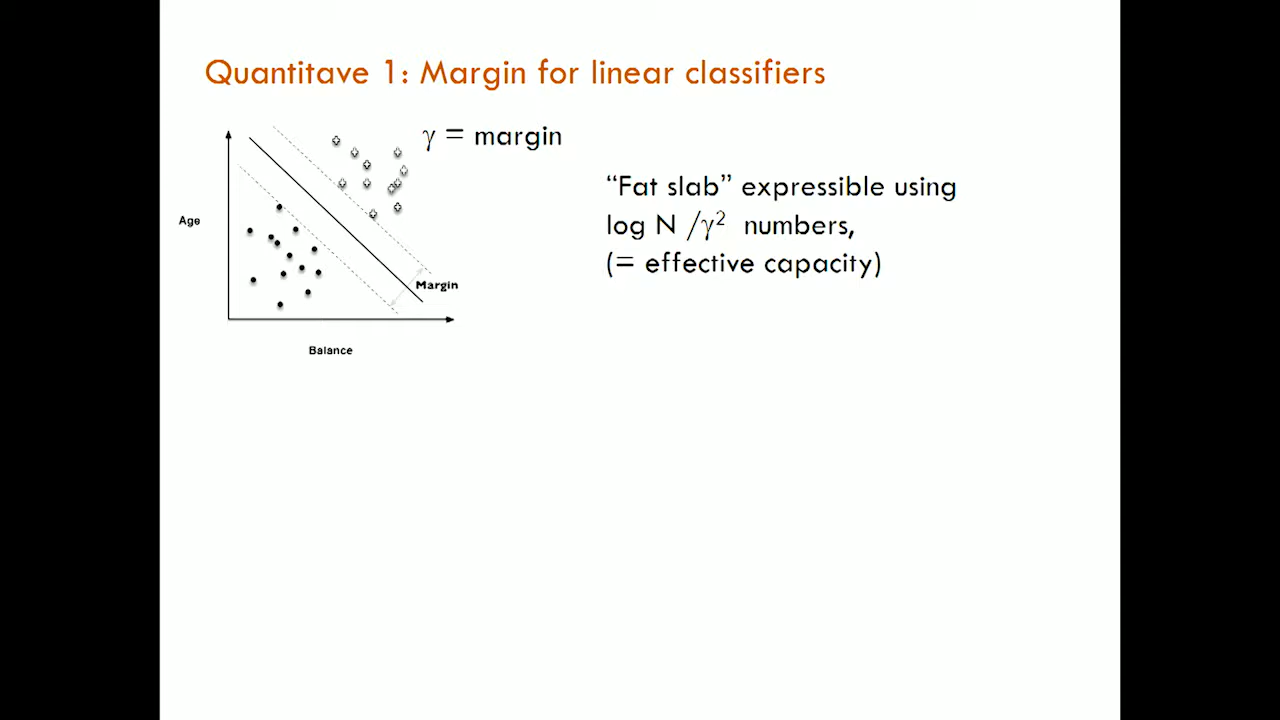 Quantitave 1: Margin for linear classifiers
γ = margin
“Fat slab” expressible using
log N /γ² numbers,
(= effective capacity)
Age
Margin
Balance